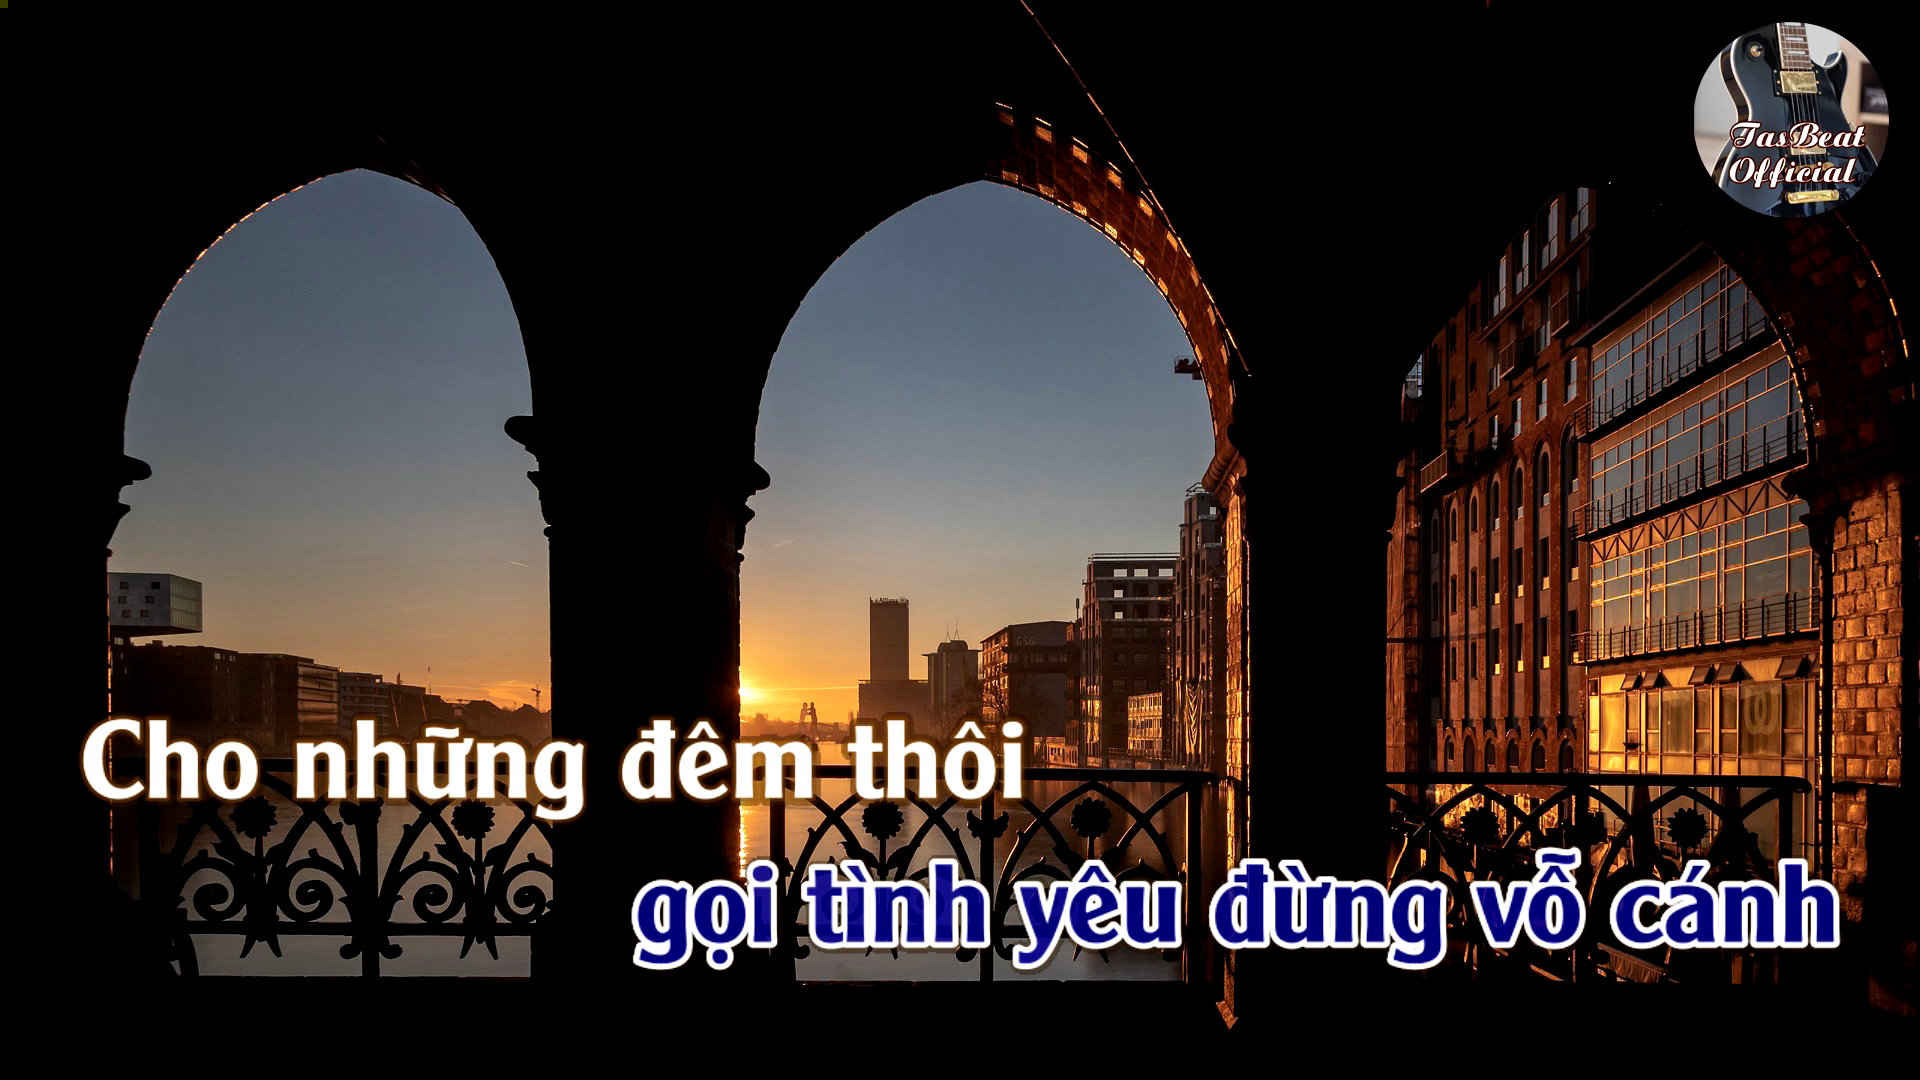 TasBeat
Official
Cho những đêm thôi
gọi tình yêu đừng vỗ cánh